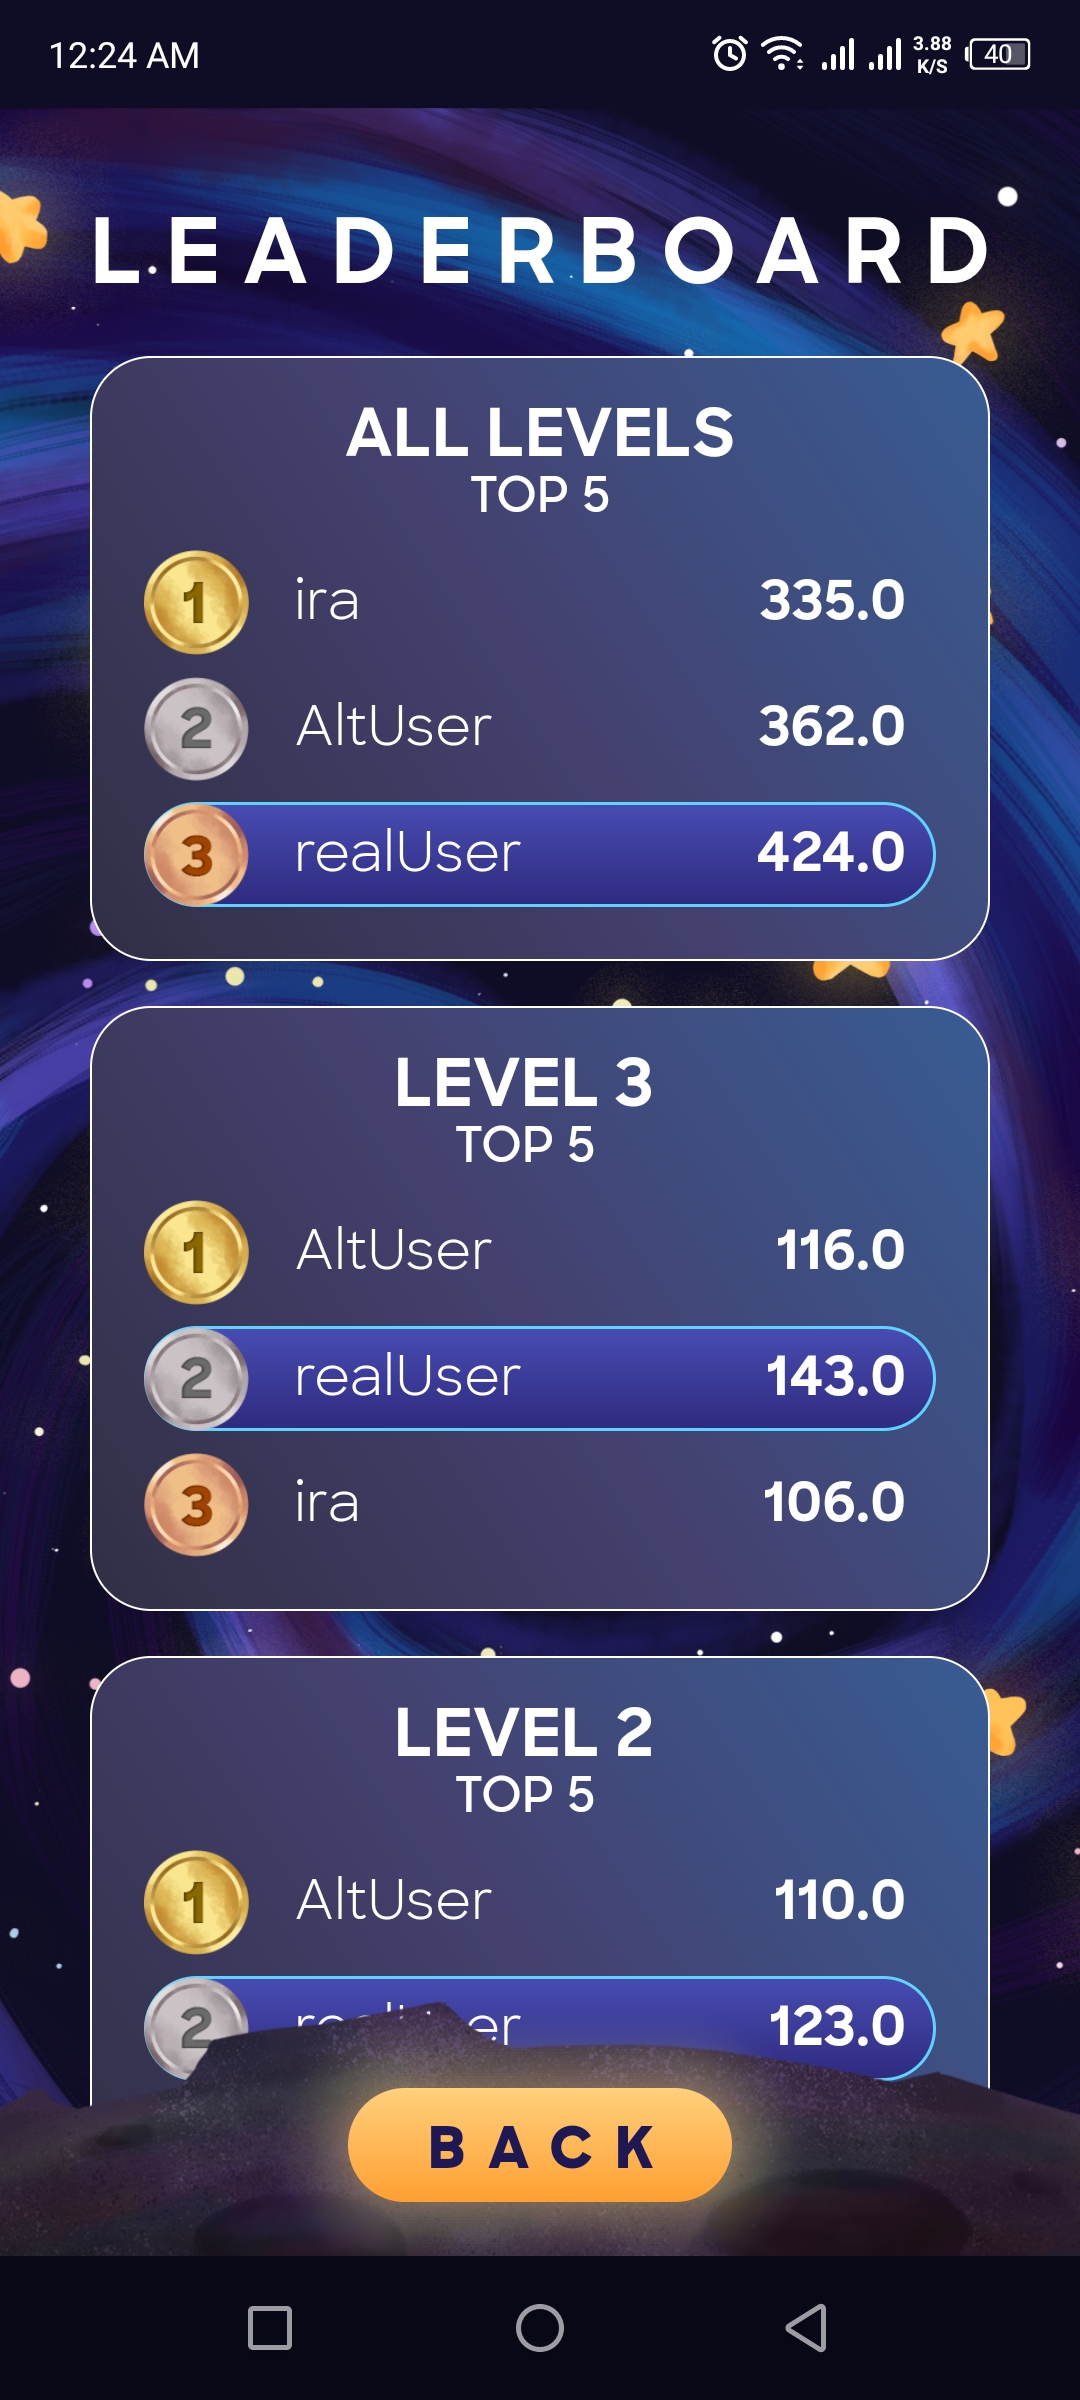 12:24 AM 3.88 K/S 40
LEADERBOARD
ALL LEVELS
TOP 5
1 ira 335.0
2 AltUser 362.0
3 realUser 424.0
LEVEL 3
TOP 5
1 AltUser 116.0
2 realUser 143.0
3 ira 106.0
LEVEL 2
TOP 5
1 AltUser 110.0
2 realUser 123.0
BACK